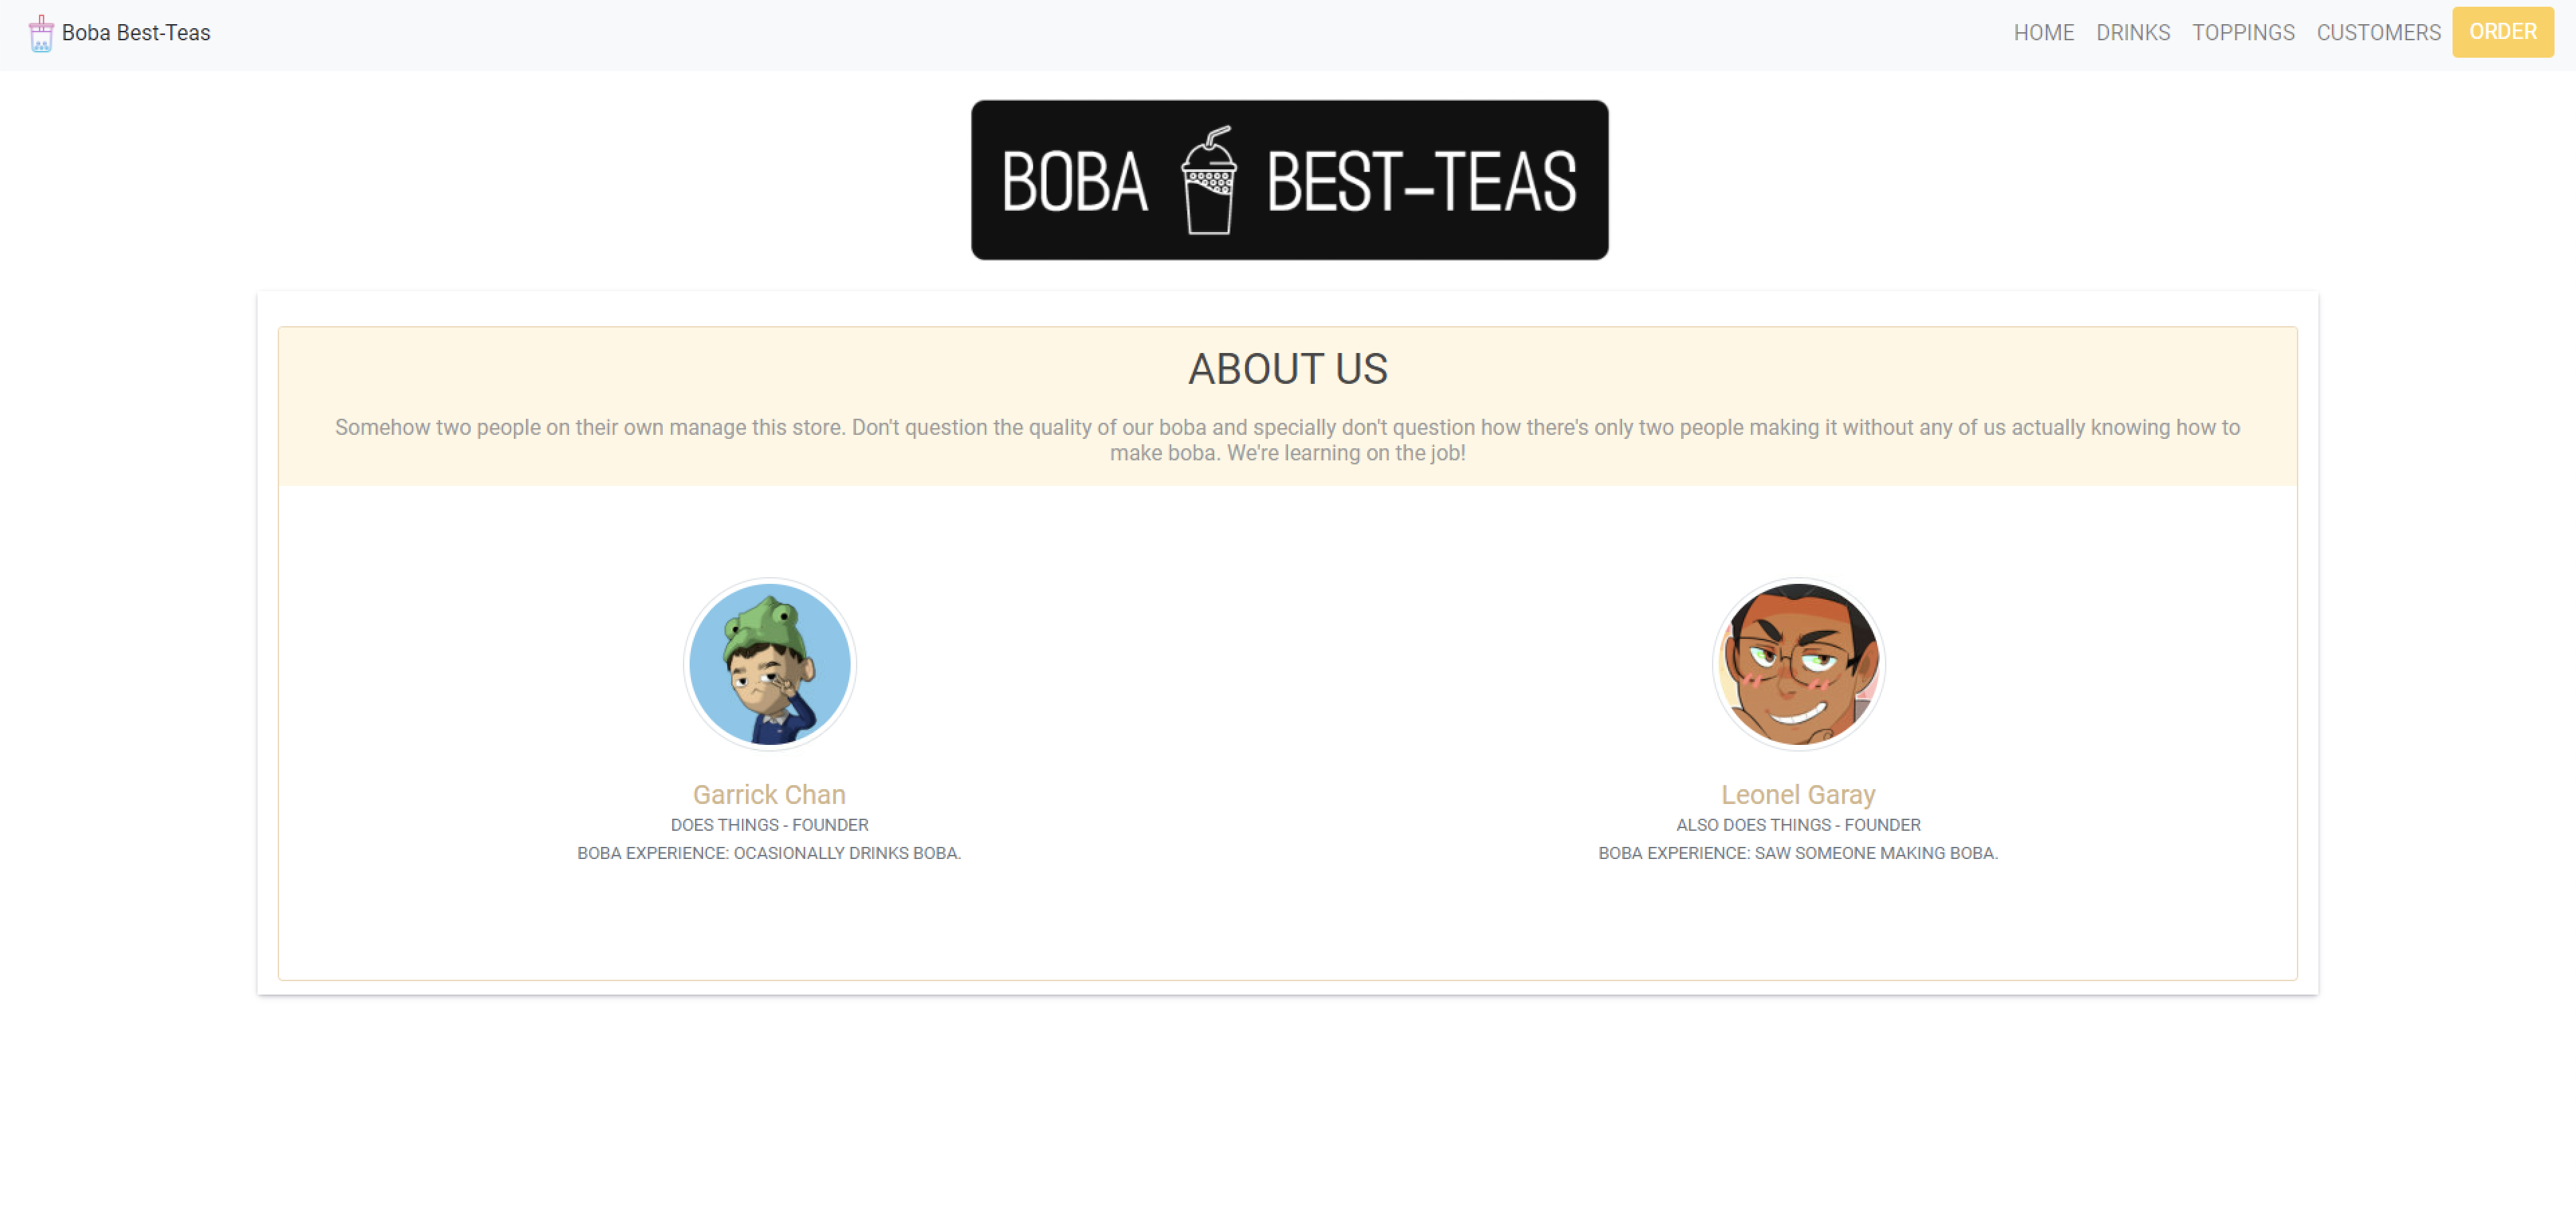 Boba Best-Teas
HOME DRINKS TOPPINGS CUSTOMERS ORDER
BOBA BEST-TEAS
ABOUT US
Somehow two people on their own manage this store. Don't question the quality of our boba and specially don't question how there's only two people making it without any of us actually knowing how to
make boba. We're learning on the job!
Garrick Chan
DOES THINGS - FOUNDER
BOBA EXPERIENCE: OCASIONALLY DRINKS BOBA.
Leonel Garay
ALSO DOES THINGS - FOUNDER
BOBA EXPERIENCE: SAW SOMEONE MAKING BOBA.